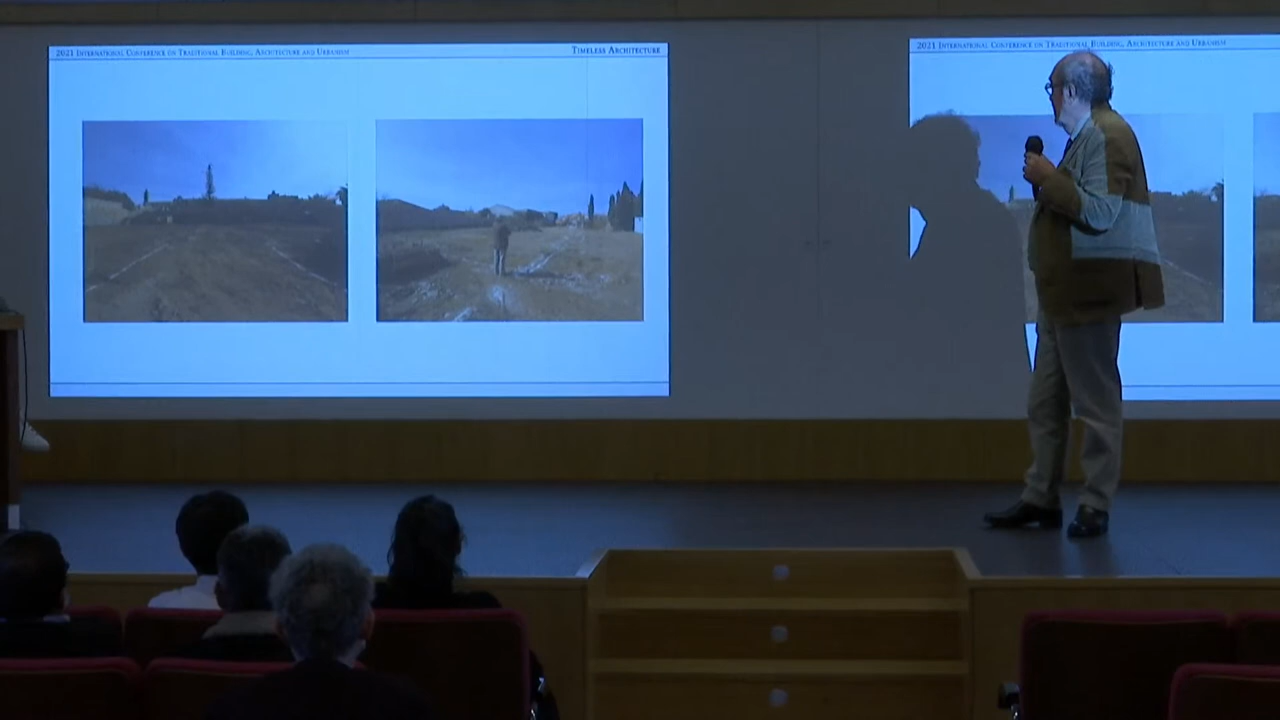 2021 International Conference on Traditional Building, Architecture and Urbanism
Timeless Architecture
2021 International Conference on Traditional Building, Architecture and Urbanism